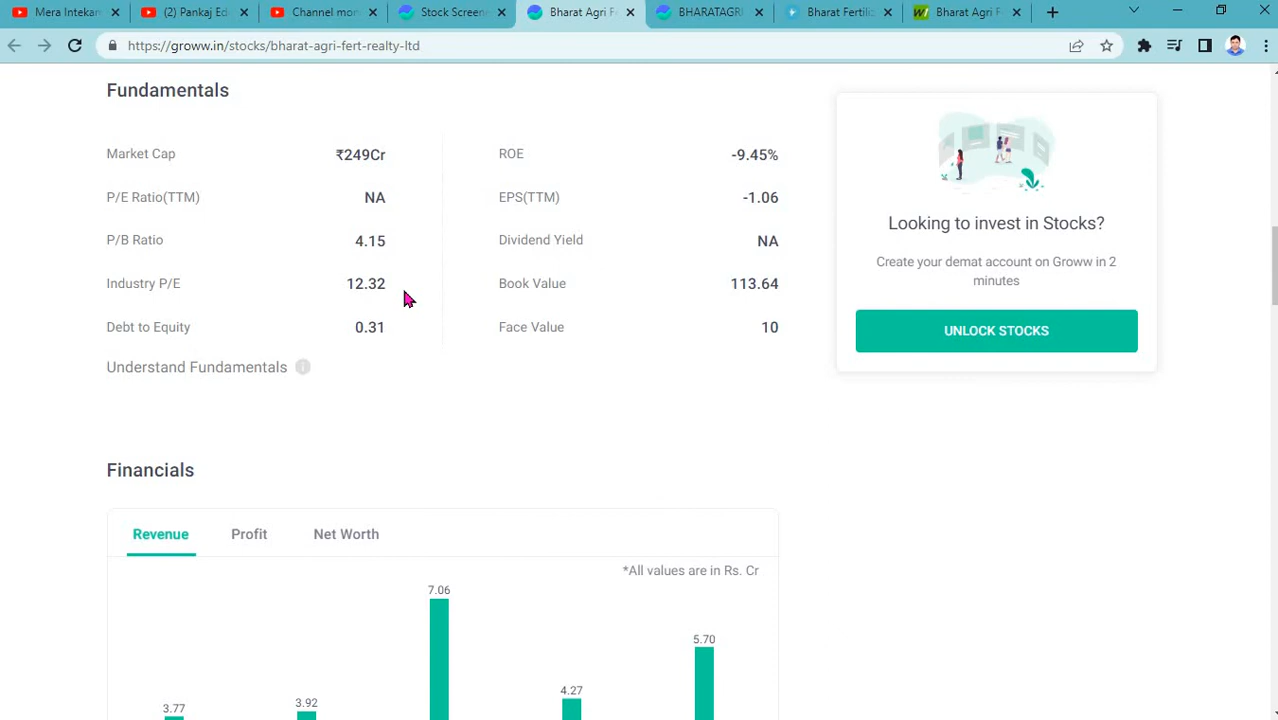 Mera Intekam
(2) Pankaj Ed
Channel mon
Stock Screene
Bharat Agri Fe
BHARATAGRI
Bharat Fertiliz
Bharat Agri F
https://groww.in/stocks/bharat-agri-fert-realty-ltd
Fundamentals
Market Cap ₹249Cr ROE -9.45%
P/E Ratio(TTM) NA EPS(TTM) -1.06
P/B Ratio 4.15 Dividend Yield NA
Industry P/E 12.32 Book Value 113.64
Debt to Equity 0.31 Face Value 10
Understand Fundamentals
Looking to invest in Stocks?
Create your demat account on Groww in 2
minutes
UNLOCK STOCKS
Financials
Revenue Profit Net Worth
*All values are in Rs. Cr
7.06
5.70
4.27
3.92
3.77